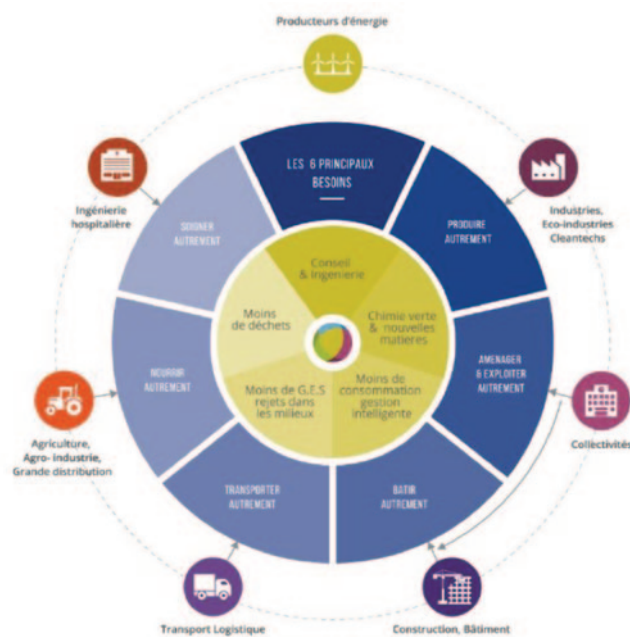 Producteurs d'énergie
Ingénierie
hospitalière
Industries,
Eco-industries
Cleantechs
LES 6 PRINCIPAUX
BESOINS
SOIGNER
AUTREMENT
PRODUIRE
AUTREMENT
Conseil
& ingenierie
Moins
de déchets
Chimie verte
& nouvelles
matieres
Moins de G.E.S
rejets dans
les milieux
Moins de
consommation
gestion
intelligente
NOURRIR
AUTREMENT
AMENAGER
& EXPLOITER
AUTREMENT
Agriculture,
Agro- industrie,
Grande distribution
Collectivités
TRANSPORTER
AUTREMENT
BATIR
AUTREMENT
Transport Logistique
Construction, Bâtiment